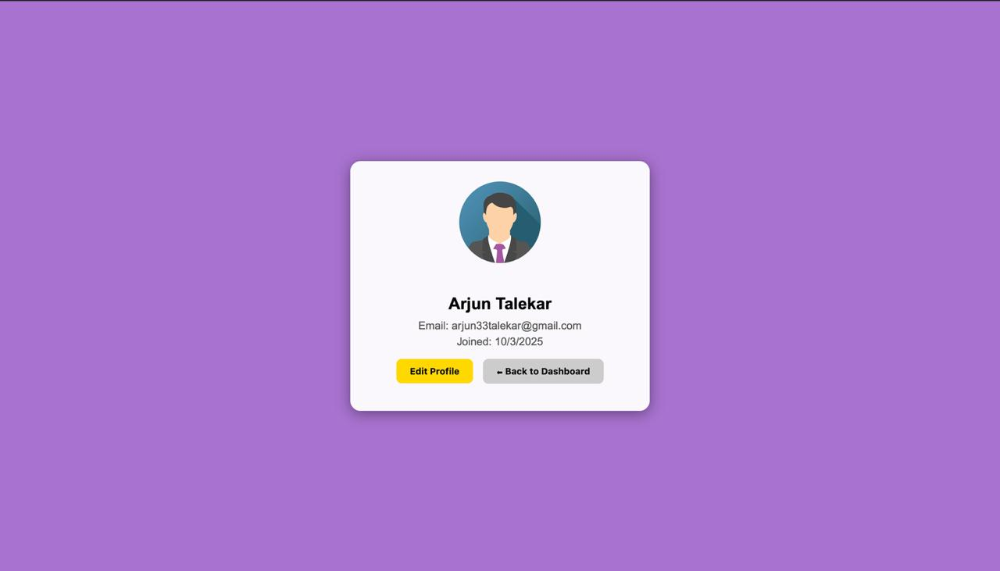 Arjun Talekar
Email: arjun33talekar@gmail.com
Joined: 10/3/2025
Edit Profile
⬅ Back to Dashboard